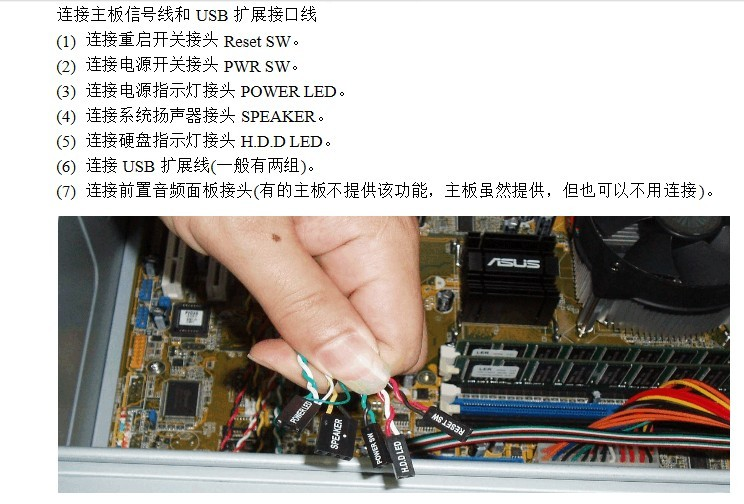 连接主板信号线和 USB 扩展接口线
(1) 连接重启开关接头 Reset SW。
(2) 连接电源开关接头 PWR SW。
(3) 连接电源指示灯接头 POWER LED。
(4) 连接系统扬声器接头 SPEAKER。
(5) 连接硬盘指示灯接头 H.D.D LED。
(6) 连接 USB 扩展线(一般有两组)。
(7) 连接前置音频面板接头(有的主板不提供该功能，主板虽然提供，但也可以不用连接)。
ASUS
POWER LED
SPEAKER
POWER SW
H.D.D LED
RESET SW